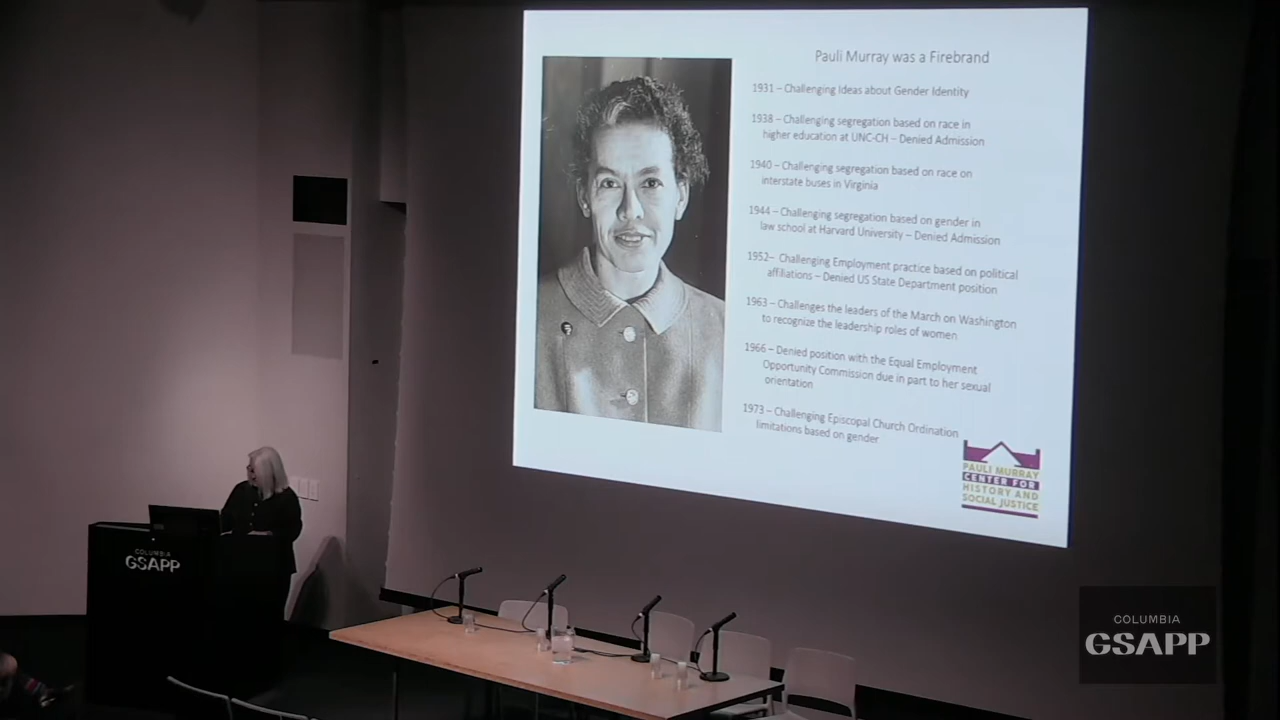 Pauli Murray was a Firebrand
1931 – Challenging Ideas about Gender Identity
1938 – Challenging segregation based on race in
higher education at UNC-CH – Denied Admission
1940 – Challenging segregation based on race on
interstate buses in Virginia
1944 – Challenging segregation based on gender in
law school at Harvard University – Denied Admission
1952– Challenging Employment practice based on political
affiliations – Denied US State Department position
1963 – Challenges the leaders of the March on Washington
to recognize the leadership roles of women
1966 – Denied position with the Equal Employment
Opportunity Commission due in part to her sexual
orientation
1973 – Challenging Episcopal Church Ordination
limitations based on gender
PAULI MURRAY
CENTER FOR
HISTORY AND
SOCIAL JUSTICE
COLUMBIA
GSAPP
COLUMBIA
GSAPP